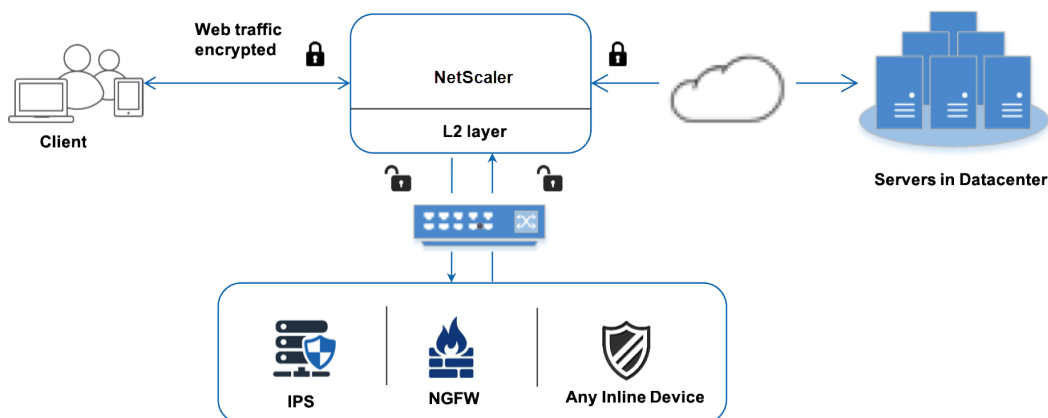 Web traffic
encrypted
NetScaler
L2 layer
Client
Servers in Datacenter
IPS
NGFW
Any Inline Device